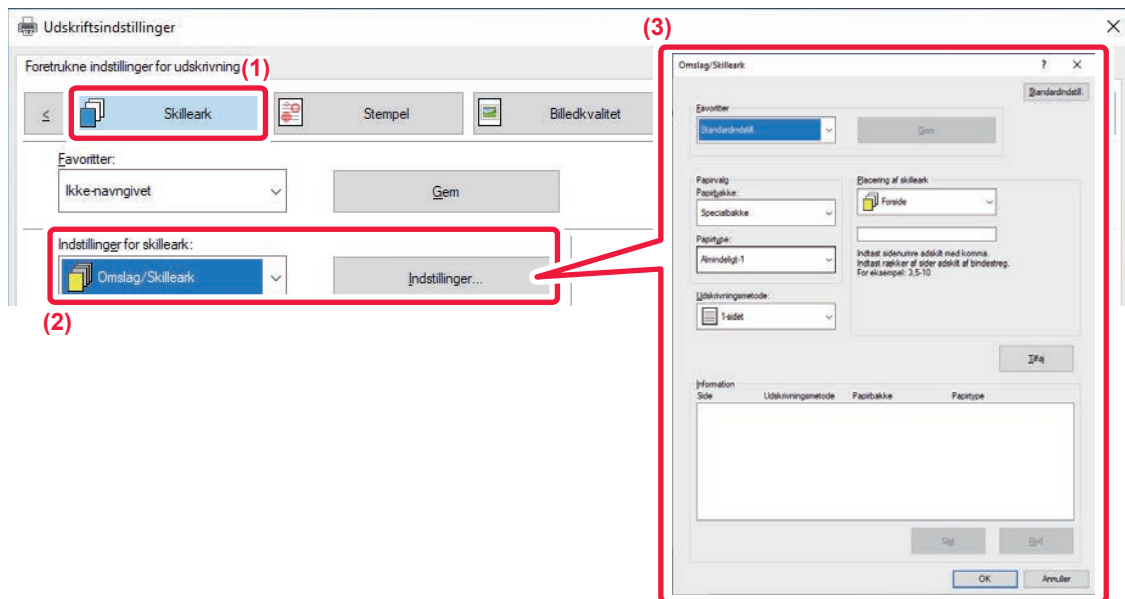 Udskriftsindstillinger
(3)
Foretrukne indstillinger for udskrivning
(1)
≤
Skilleark
Stempel
Billedkvalitet
Favoritter:
Ikke-navngivet
Gem
Indstillinger for skilleark:
Omslag/Skilleark
Indstillinger...
(2)
Omslag/Skilleark
?
Standardindstill.
Favoritter
Standardindstill.
Gem
Papirvalg
Papirbakke:
Specialbakke
Papirtype:
Almindeligt-1
Udskrivningsmetode:
1-sidet
Placering af skilleark
Forside
Indtast sidenumre adskilt med komma.
Indtast rækker af sider adskilt af bindestreg.
For eksempel: 3,5-10
Tilføj
Information
Side Udskrivningsmetode Papirbakke Papirtype
Slet
Ryd
OK
Annuller